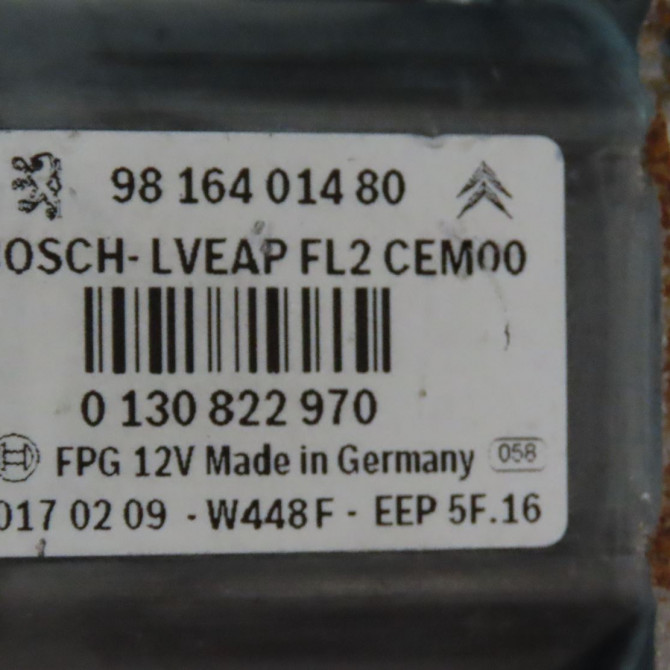 98 164 014 80
OSCH- LVEAP FL2 CEM00
0 130 822 970
FPG 12V Made in Germany 058
017 02 09 - W448F - EEP 5F.16